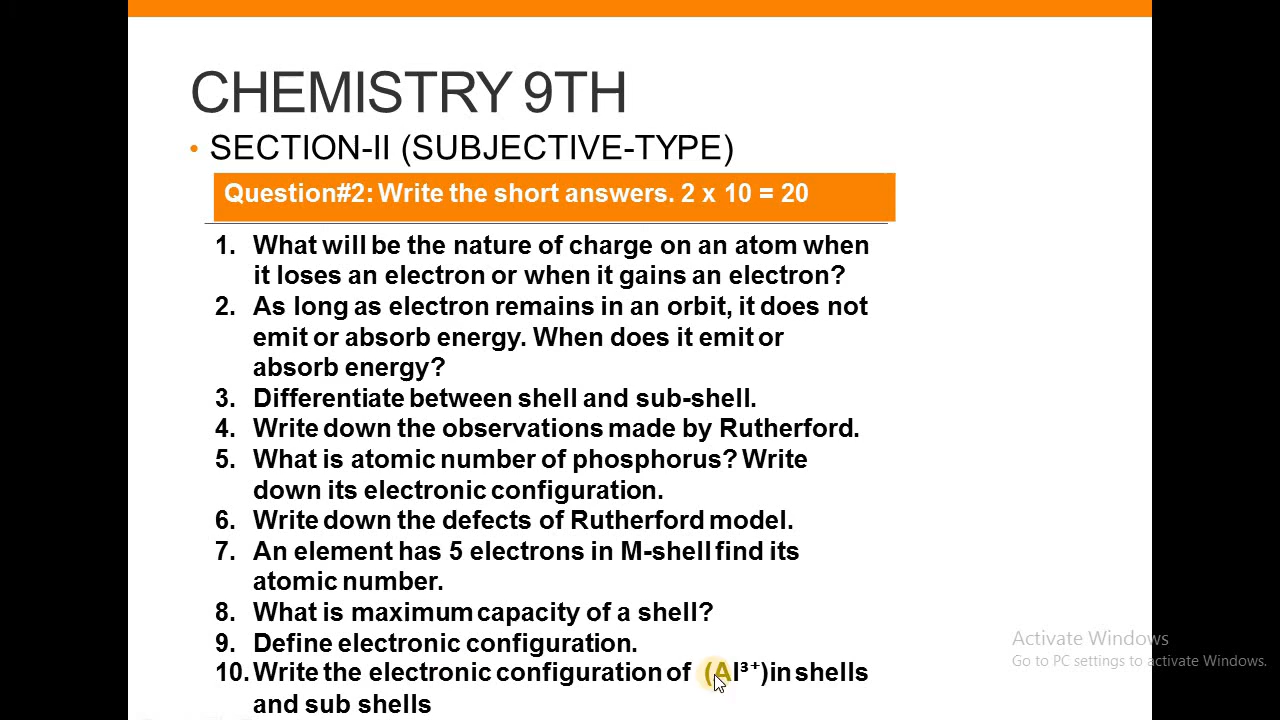 CHEMISTRY 9TH
• SECTION-II (SUBJECTIVE-TYPE)
Question#2: Write the short answers. 2 x 10 = 20
1. What will be the nature of charge on an atom when
it loses an electron or when it gains an electron?
2. As long as electron remains in an orbit, it does not
emit or absorb energy. When does it emit or
absorb energy?
3. Differentiate between shell and sub-shell.
4. Write down the observations made by Rutherford.
5. What is atomic number of phosphorus? Write
down its electronic configuration.
6. Write down the defects of Rutherford model.
7. An element has 5 electrons in M-shell find its
atomic number.
8. What is maximum capacity of a shell?
9. Define electronic configuration.
10. Write the electronic configuration of (Al³⁺)in shells
and sub shells
Activate Windows
Go to PC settings to activate Windows.